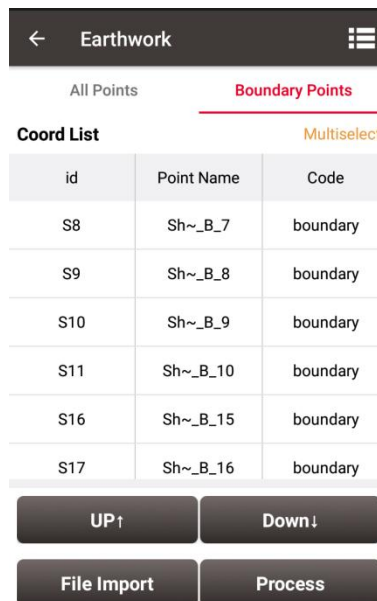 ← Earthwork
All Points Boundary Points
Coord List Multiselect
id Point Name Code
S8 Sh~_B_7 boundary
S9 Sh~_B_8 boundary
S10 Sh~_B_9 boundary
S11 Sh~_B_10 boundary
S16 Sh~_B_15 boundary
S17 Sh~_B_16 boundary
UP↑ Down↓
File Import Process